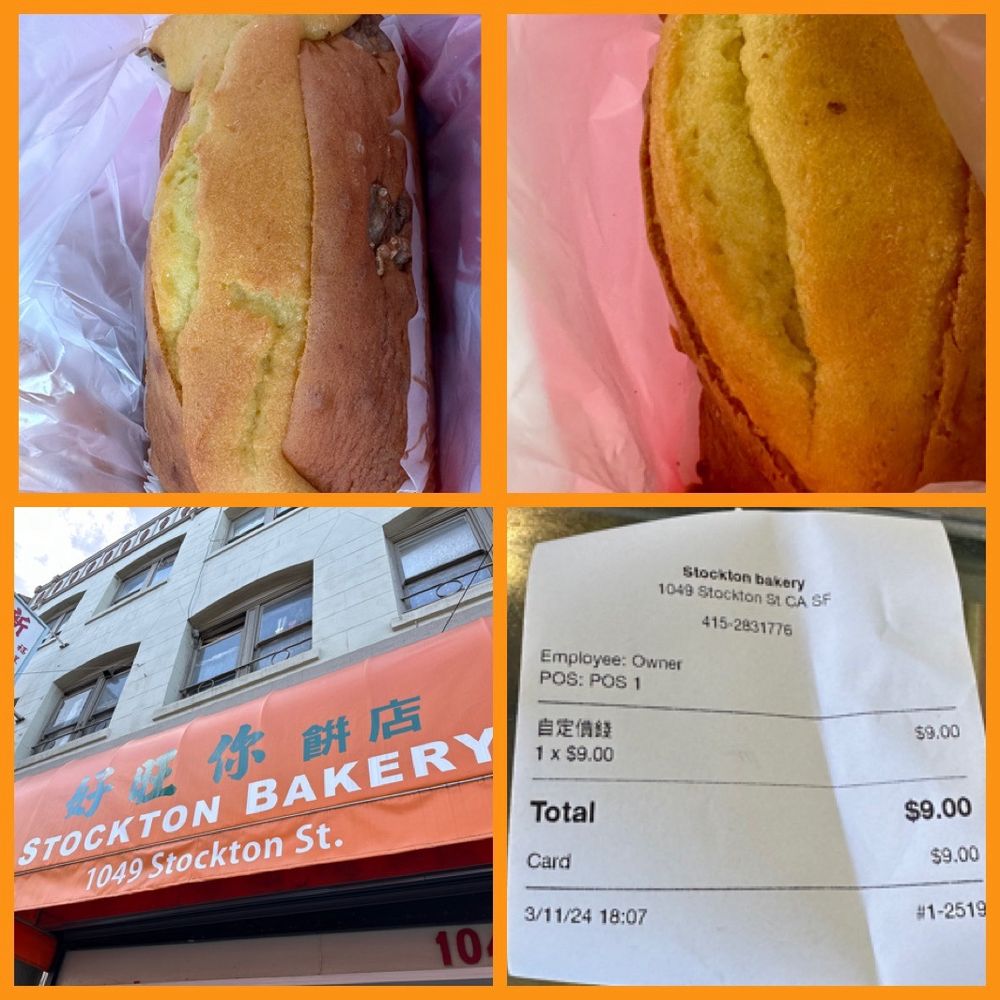 新
好旺你餅店
STOCKTON BAKERY
1049 Stockton St.
104
Stockton bakery
1049 Stockton St CA SF
415-2831776
Employee: Owner
POS: POS 1
自定價錢 $9.00
1 x $9.00
Total $9.00
Card $9.00
3/11/24 18:07 #1-2519